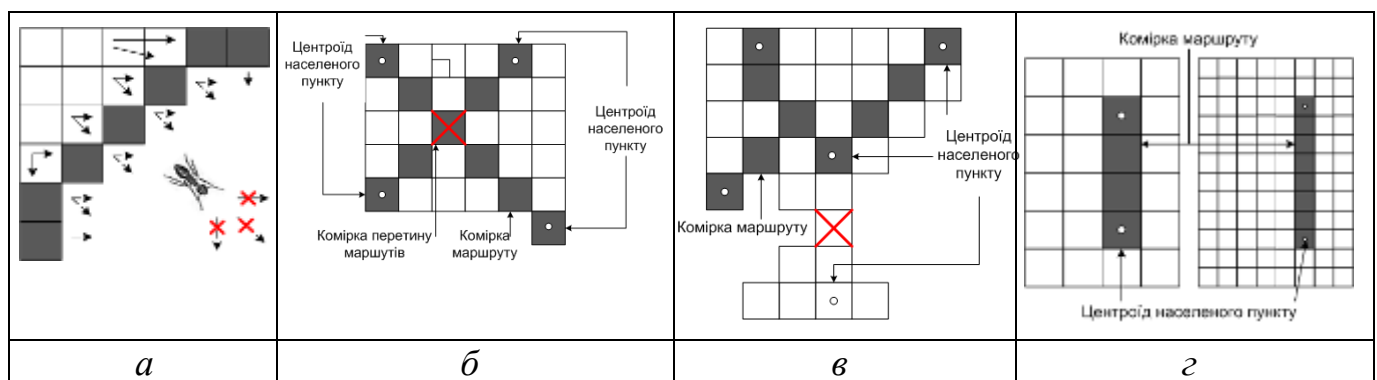 Центроїд
населеного
пункту
Центроїд
населеного
пункту
Комірка перетину
маршутів
Комірка
маршруту
Центроїд
населеного
пункту
Комірка маршруту
Комірка маршруту
Центроїд населеного пункту
а
б
в
г